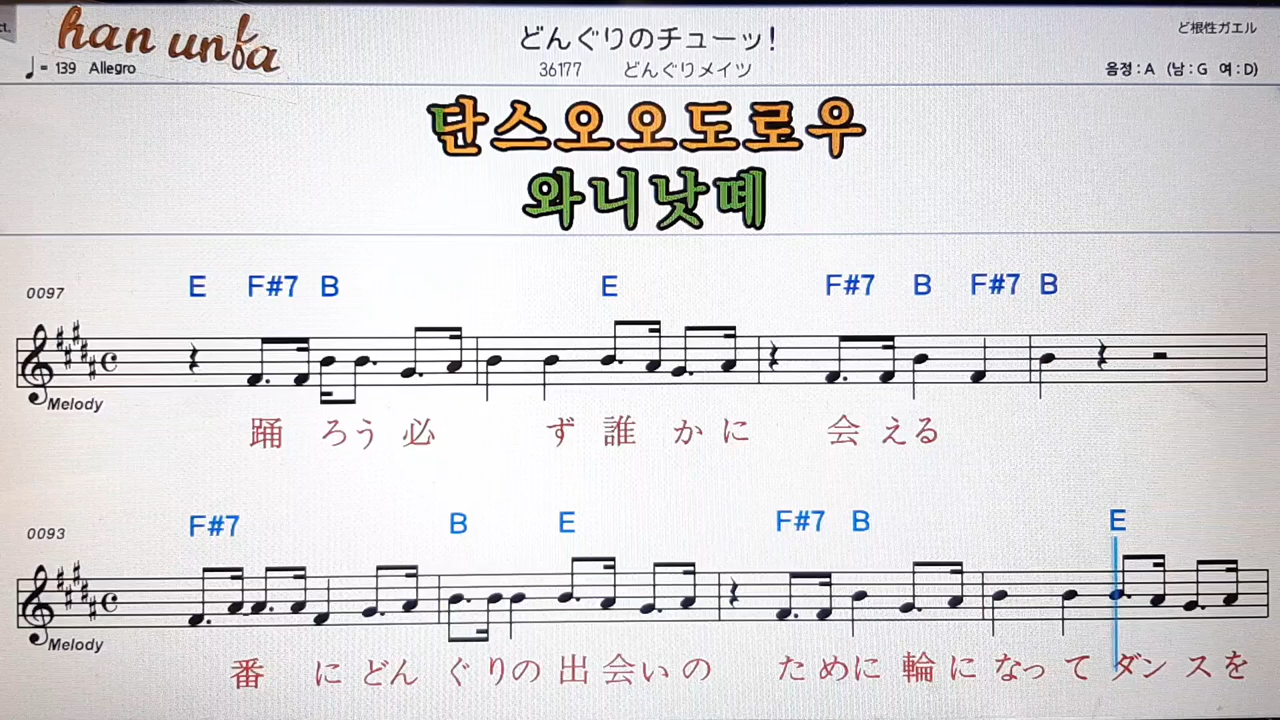 ct.
han unfa
どんぐりのチューッ!
ど根性ガエル
♩= 139 Allegro
36177 どんぐりメイツ
음정 : A (남 : G 여 : D)
단스오오도로우
와니낫떼
0097 E F#7 B E F#7 B F#7 B
Melody
踊 ろう 必 ず 誰 か に 会 える
0093 F#7 B E F#7 B E
Melody
番 に どん ぐ りの 出 会い の ため に 輪 に なっ て ダン ス を